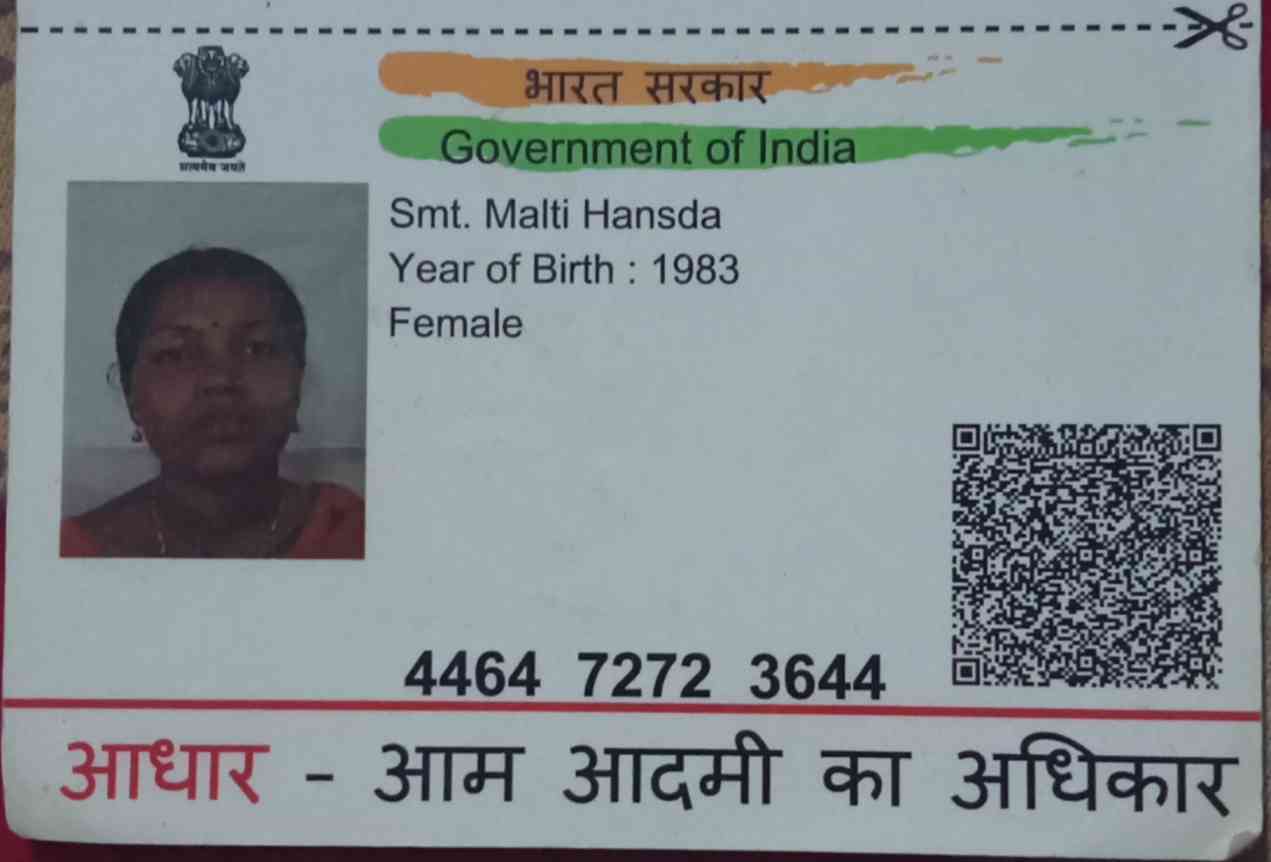 सत्यमेव जयते
भारत सरकार
Government of India
Smt. Malti Hansda
Year of Birth : 1983
Female
4464 7272 3644
आधार - आम आदमी का अधिकार